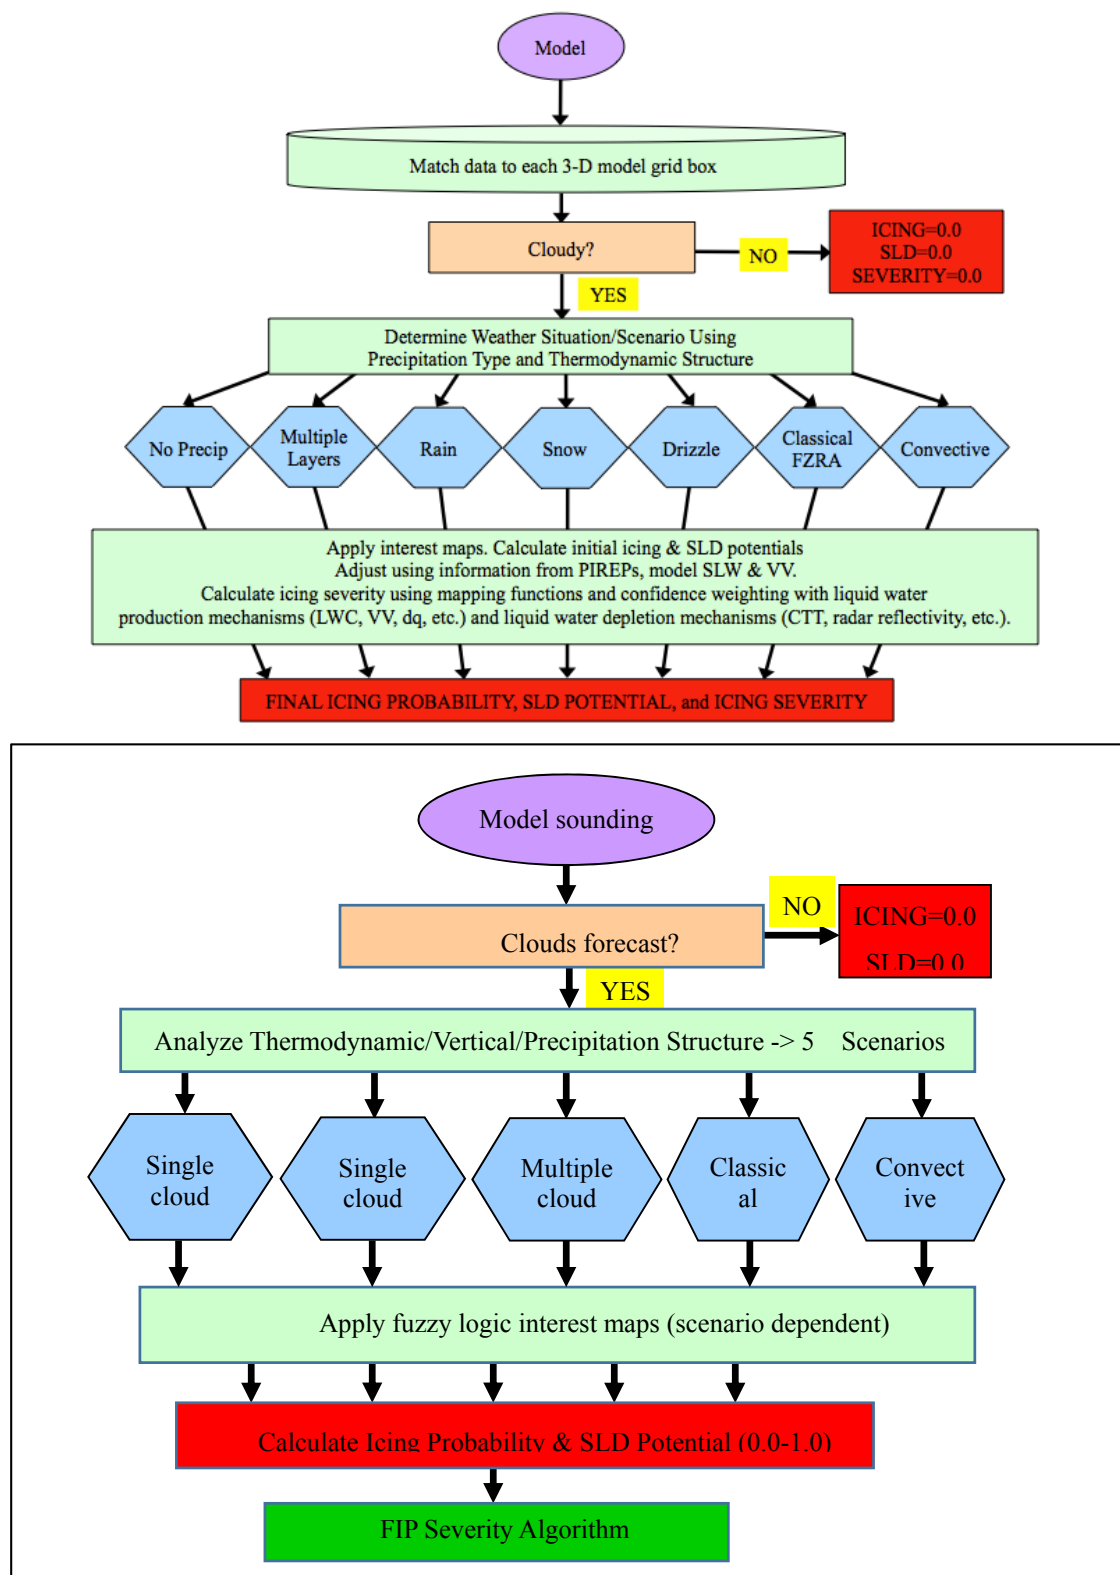 Model
Match data to each 3-D model grid box
Cloudy?
NO
ICING=0.0
SLD=0.0
SEVERITY=0.0
YES
Determine Weather Situation/Scenario Using
Precipitation Type and Thermodynamic Structure
No Precip
Multiple
Layers
Rain
Snow
Drizzle
Classical
FZRA
Convective
Apply interest maps. Calculate initial icing & SLD potentials
Adjust using information from PIREPs, model SLW & VV.
Calculate icing severity using mapping functions and confidence weighting with liquid water
production mechanisms (LWC, VV, dq, etc.) and liquid water depletion mechanisms (CTT, radar reflectivity, etc.).
FINAL ICING PROBABILITY, SLD POTENTIAL, and ICING SEVERITY
Model sounding
Clouds forecast?
NO
ICING=0.0
SLD=0.0
YES
Analyze Thermodynamic/Vertical/Precipitation Structure -> 5 Scenarios
Single
cloud
Single
cloud
Multiple
cloud
Classic
al
Convect
ive
Apply fuzzy logic interest maps (scenario dependent)
Calculate Icing Probability & SLD Potential (0.0-1.0)
FIP Severity Algorithm